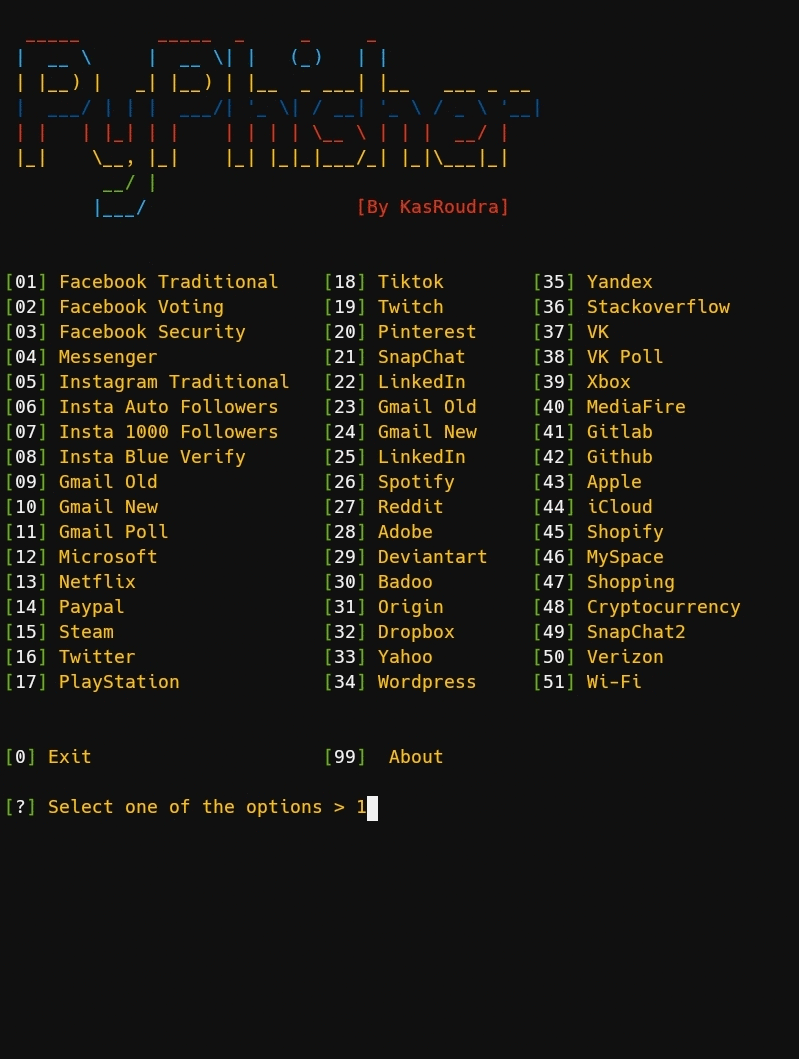 PyPhisher
[By KasRoudra]
[01] Facebook Traditional [18] Tiktok [35] Yandex
[02] Facebook Voting [19] Twitch [36] Stackoverflow
[03] Facebook Security [20] Pinterest [37] VK
[04] Messenger [21] SnapChat [38] VK Poll
[05] Instagram Traditional [22] LinkedIn [39] Xbox
[06] Insta Auto Followers [23] Gmail Old [40] MediaFire
[07] Insta 1000 Followers [24] Gmail New [41] Gitlab
[08] Insta Blue Verify [25] LinkedIn [42] Github
[09] Gmail Old [26] Spotify [43] Apple
[10] Gmail New [27] Reddit [44] iCloud
[11] Gmail Poll [28] Adobe [45] Shopify
[12] Microsoft [29] Deviantart [46] MySpace
[13] Netflix [30] Badoo [47] Shopping
[14] Paypal [31] Origin [48] Cryptocurrency
[15] Steam [32] Dropbox [49] SnapChat2
[16] Twitter [33] Yahoo [50] Verizon
[17] PlayStation [34] Wordpress [51] Wi-Fi
[0] Exit [99] About
[?] Select one of the options > 1